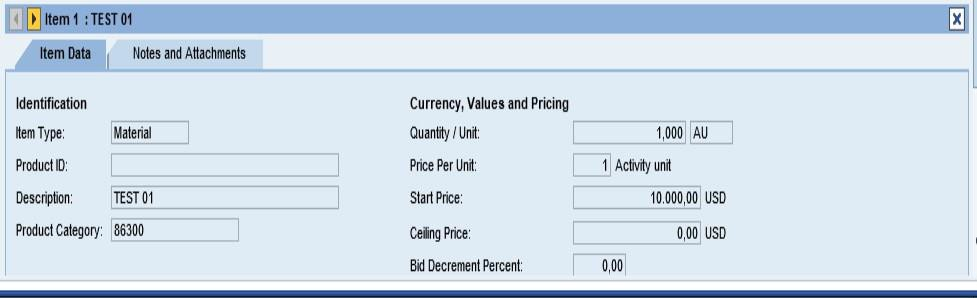 Item 1 : TEST 01
Item Data
Notes and Attachments
Identification
Item Type: Material
Product ID:
Description: TEST 01
Product Category: 86300
Currency, Values and Pricing
Quantity / Unit: 1,000 AU
Price Per Unit: 1 Activity unit
Start Price: 10.000,00 USD
Ceiling Price: 0,00 USD
Bid Decrement Percent: 0,00